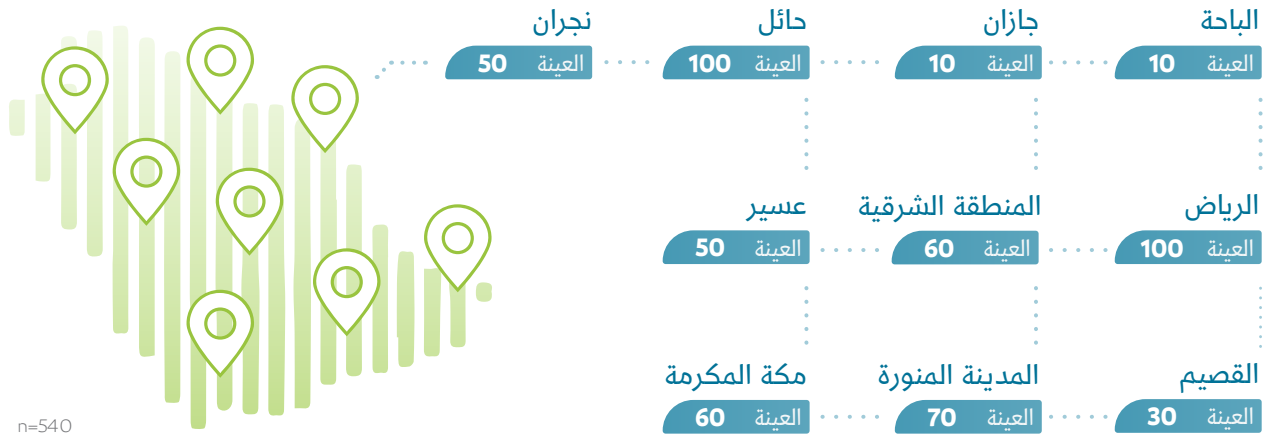 الباحة
العينة 10
جازان
العينة 10
حائل
العينة 100
نجران
العينة 50
الرياض
العينة 100
المنطقة الشرقية
العينة 60
عسير
العينة 50
القصيم
العينة 30
المدينة المنورة
العينة 70
مكة المكرمة
العينة 60
n=540